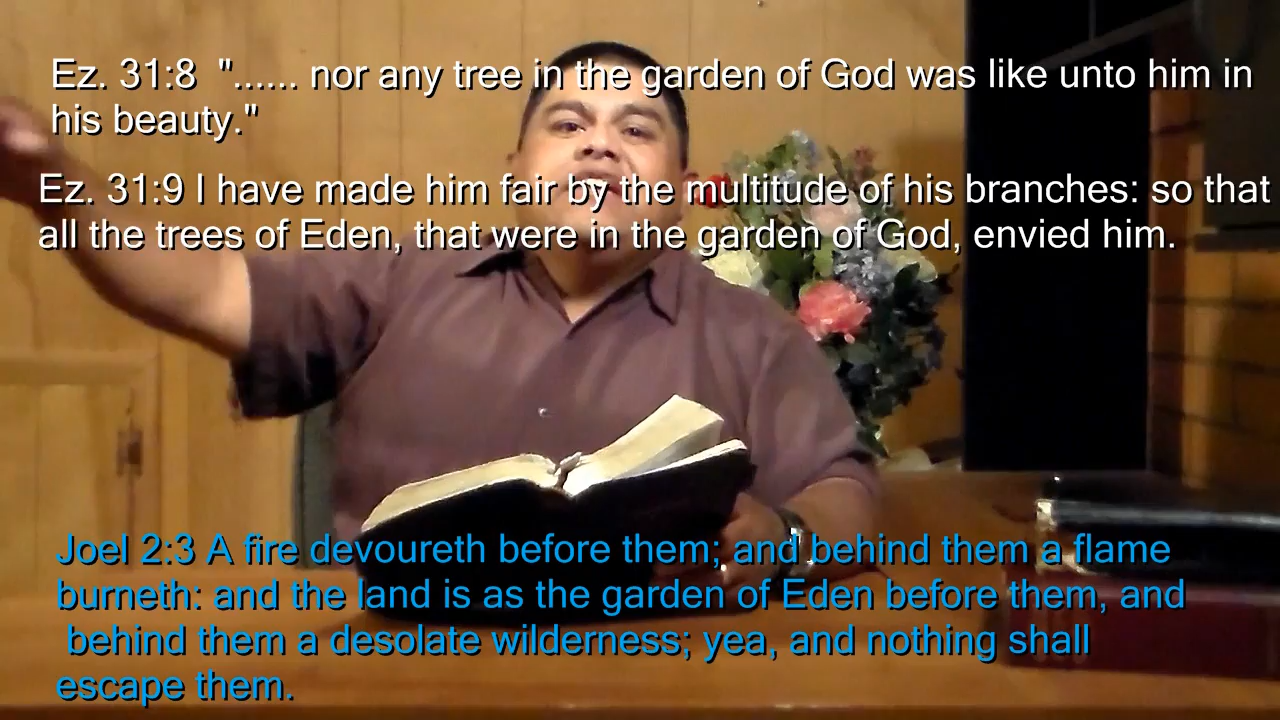 Ez. 31:8  "...... nor any tree in the garden of God was like unto him in
his beauty."
Ez. 31:9 I have made him fair by the multitude of his branches: so that
all the trees of Eden, that were in the garden of God, envied him.
Joel 2:3 A fire devoureth before them; and behind them a flame
burneth: and the land is as the garden of Eden before them, and
behind them a desolate wilderness; yea, and nothing shall
escape them.